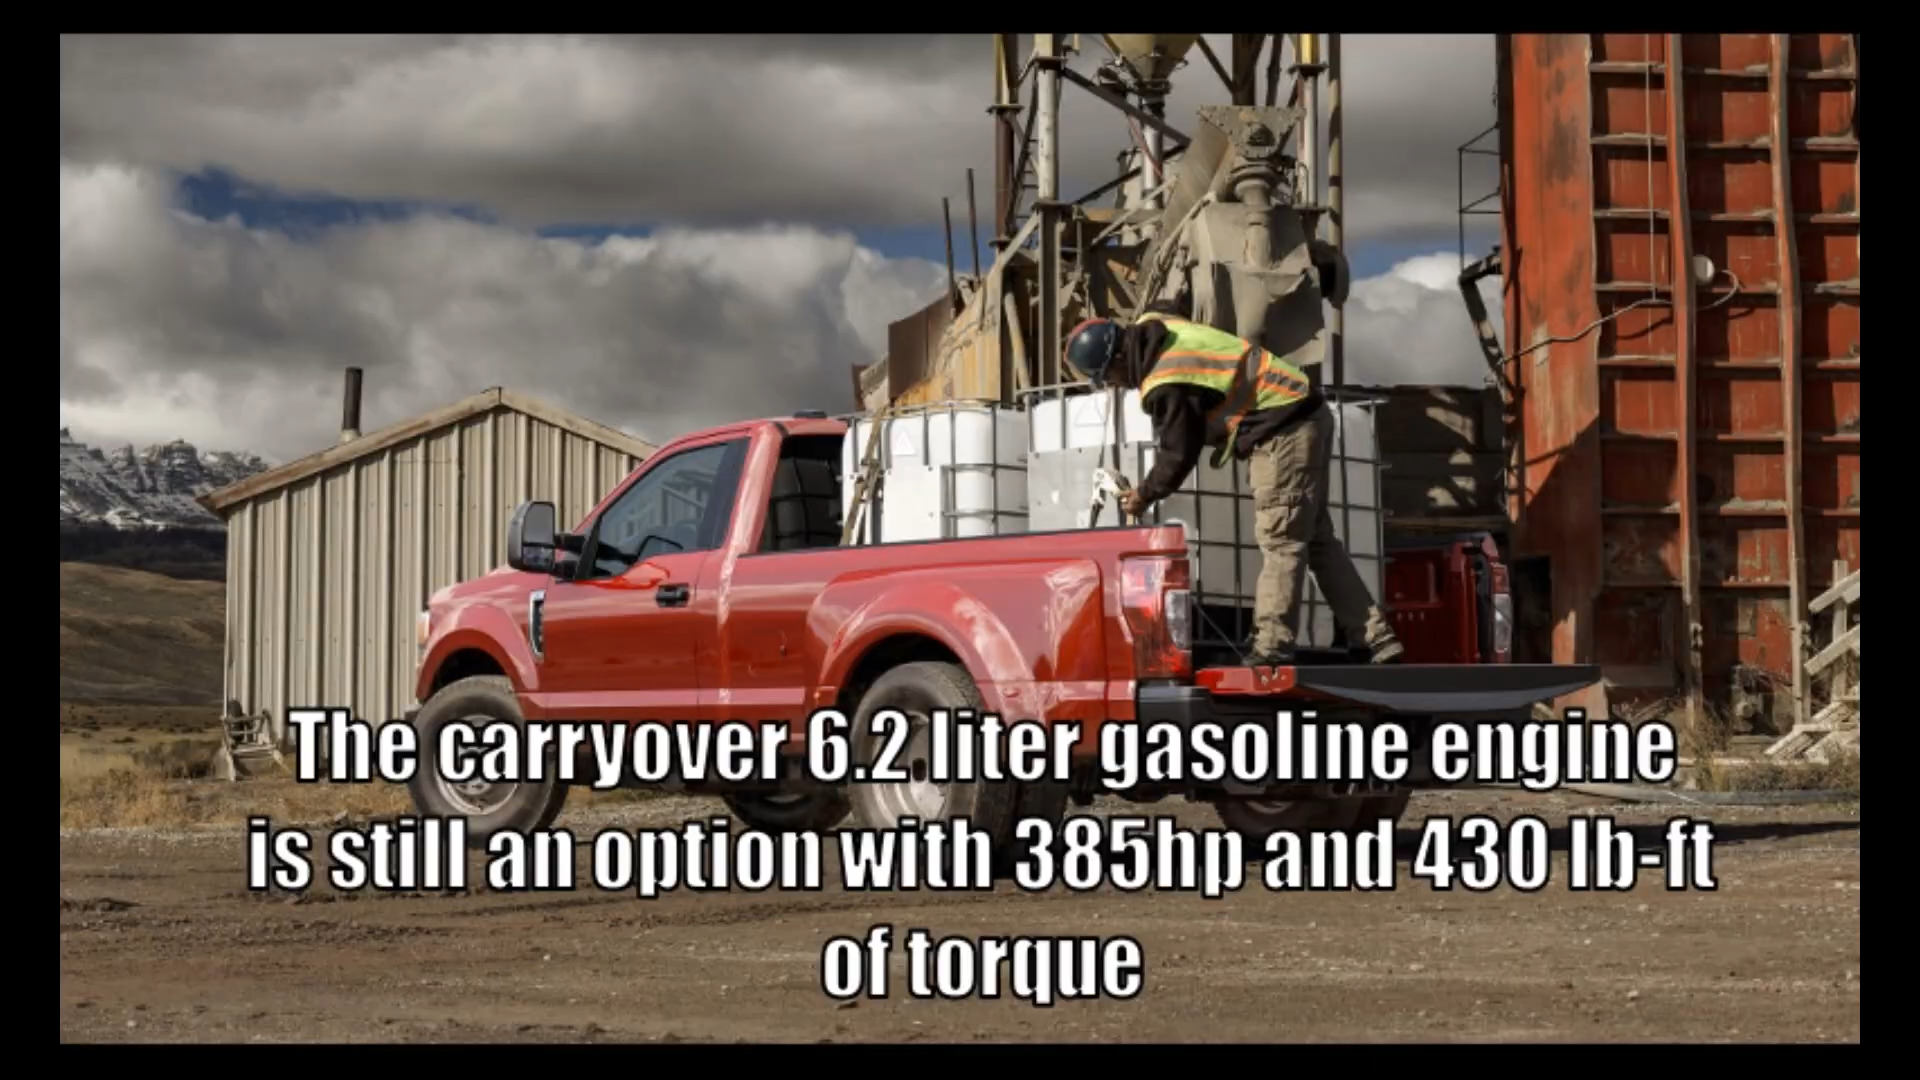 The carryover 6.2 liter gasoline engine
is still an option with 385hp and 430 lb-ft
of torque